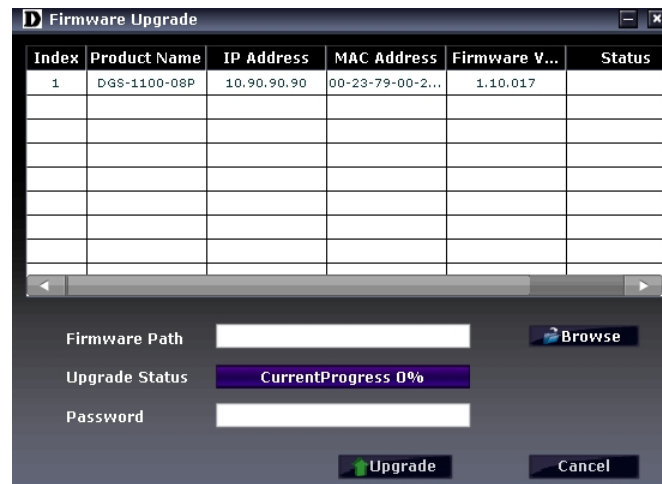 D Firmware Upgrade
Index Product Name IP Address MAC Address Firmware V... Status
1 DGS-1100-08P 10.90.90.90 00-23-79-00-2... 1.10.017
Firmware Path Browse
Upgrade Status CurrentProgress 0%
Password
Upgrade Cancel